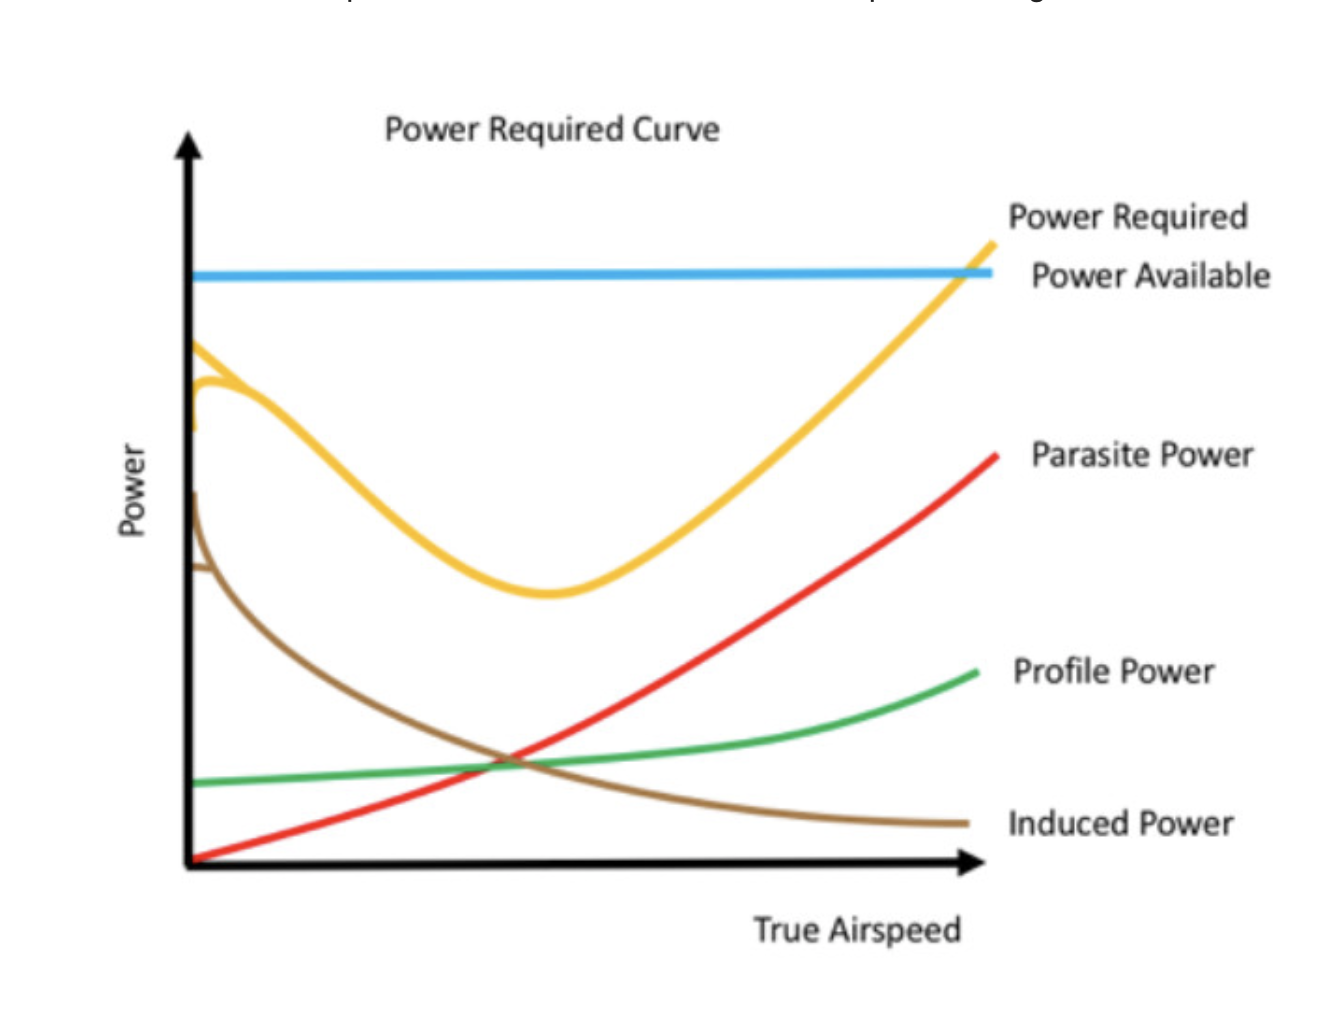 Power Required Curve
Power Required
Power Available
Power
Parasite Power
Profile Power
Induced Power
True Airspeed